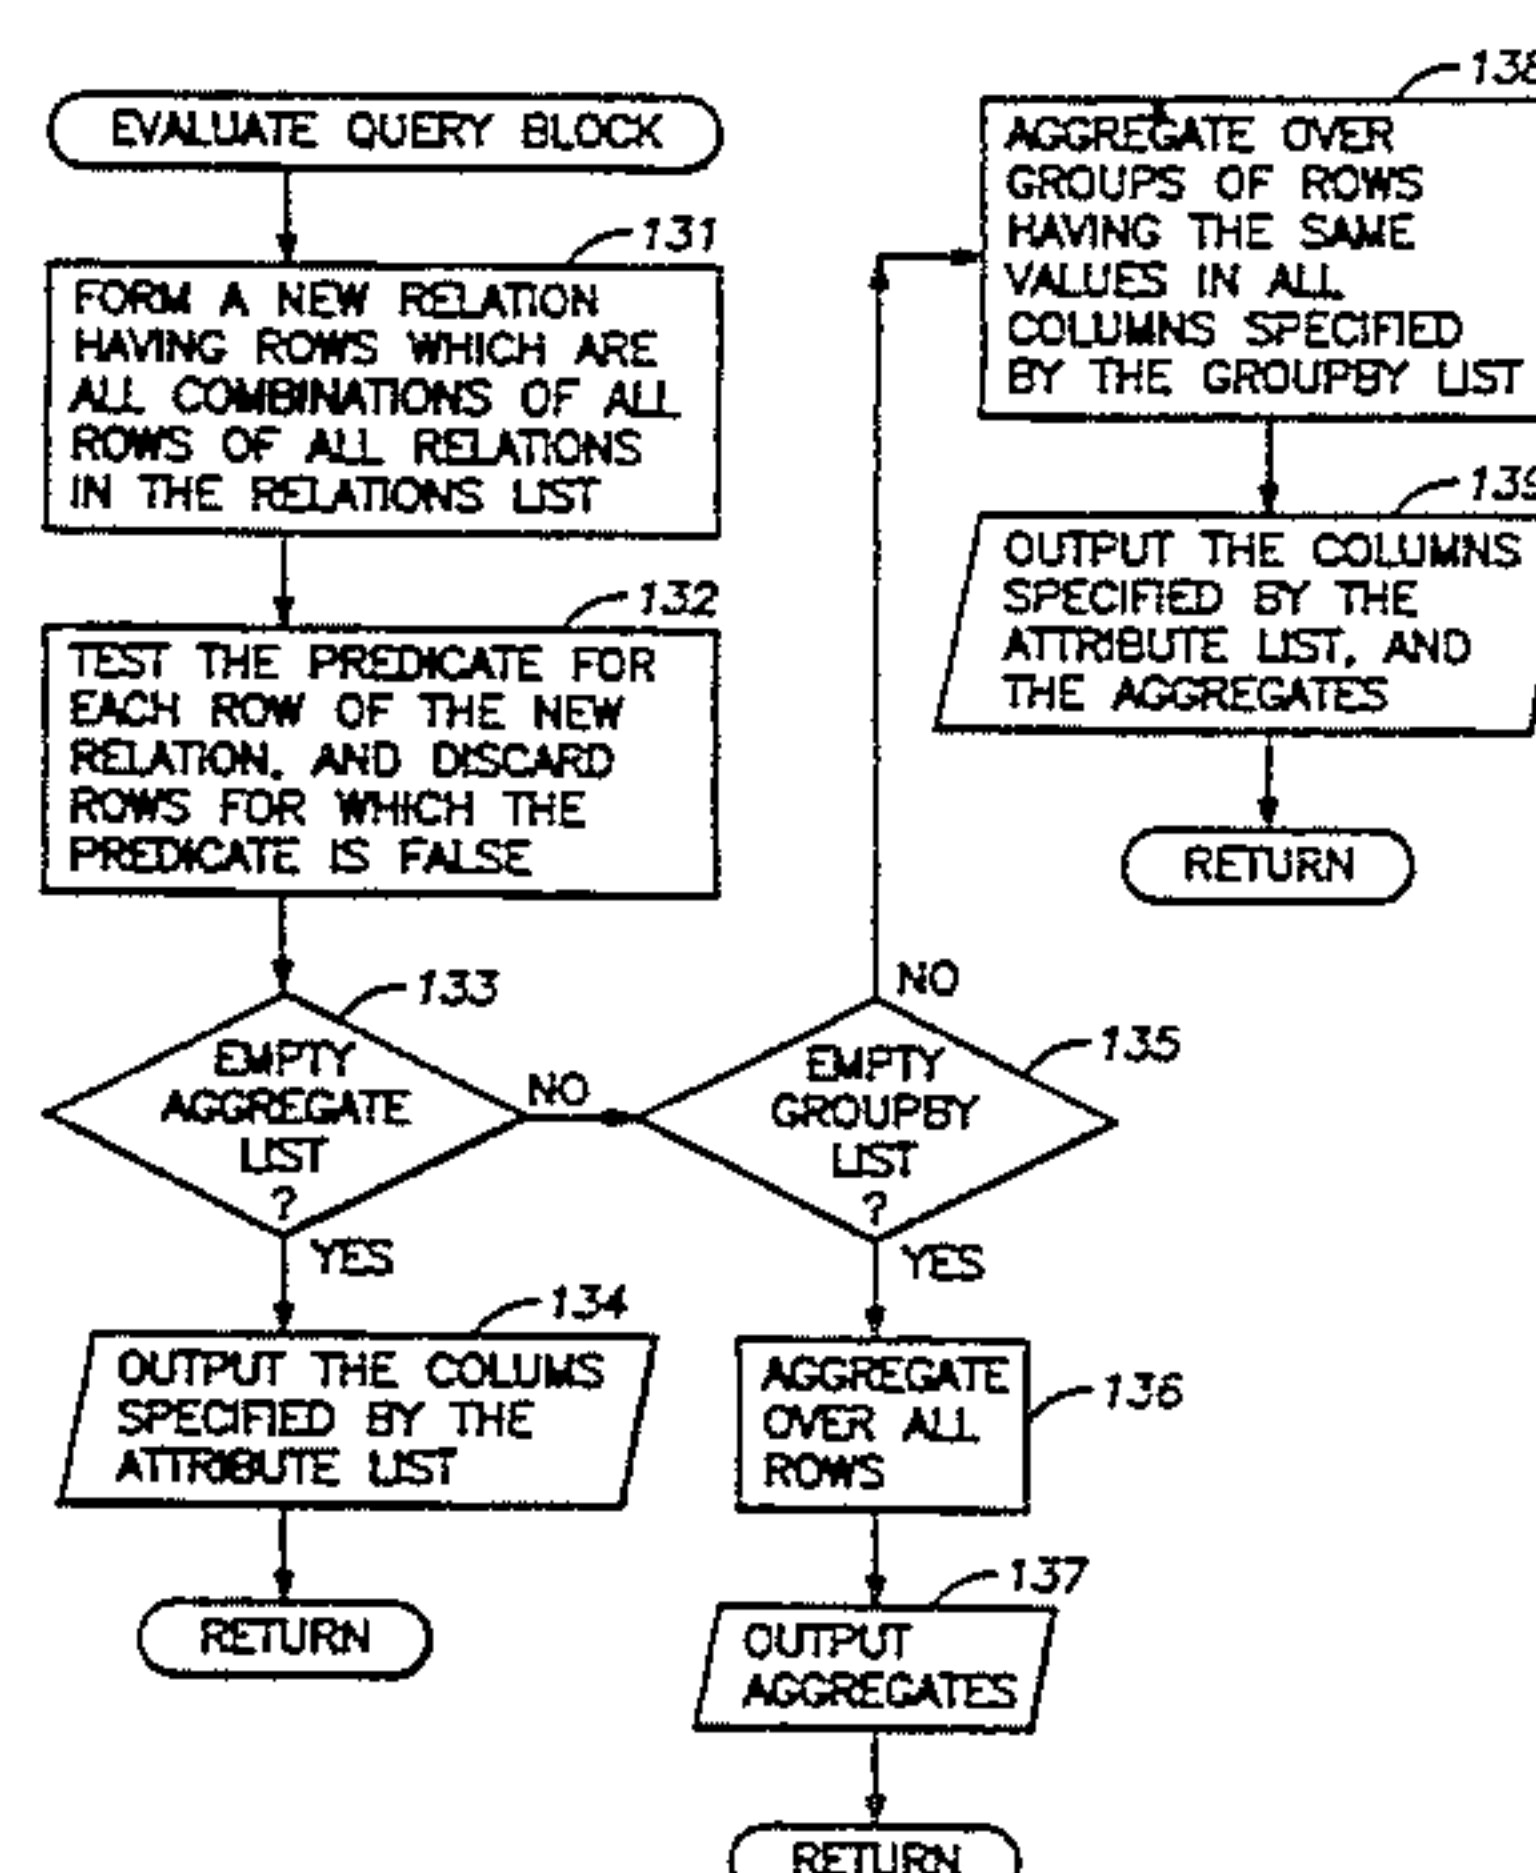 EVALUATE QUERY BLOCK
131
FORM A NEW RELATION
HAVING ROWS WHICH ARE
ALL COMBINATIONS OF ALL
ROWS OF ALL RELATIONS
IN THE RELATIONS LIST
132
TEST THE PREDICATE FOR
EACH ROW OF THE NEW
RELATION, AND DISCARD
ROWS FOR WHICH THE
PREDICATE IS FALSE
133
EMPTY
AGGREGATE
LIST
?
NO
YES
134
OUTPUT THE COLUMS
SPECIFIED BY THE
ATTRIBUTE LIST
RETURN
135
EMPTY
GROUPBY
LIST
?
NO
YES
136
AGGREGATE
OVER ALL
ROWS
137
OUTPUT
AGGREGATES
RETURN
138
AGGREGATE OVER
GROUPS OF ROWS
HAVING THE SAME
VALUES IN ALL
COLUMNS SPECIFIED
BY THE GROUPBY LIST
139
OUTPUT THE COLUMNS
SPECIFIED BY THE
ATTRIBUTE LIST, AND
THE AGGREGATES
RETURN